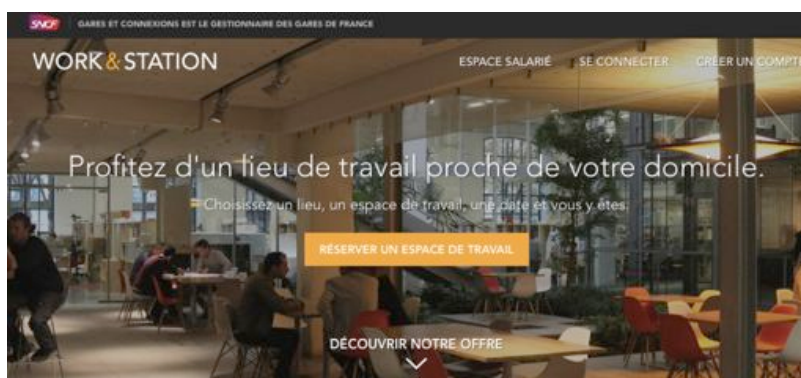 SNCF GARES ET CONNEXIONS EST LE GESTIONNAIRE DES GARES DE FRANCE
WORK & STATION ESPACE SALARIÉ SE CONNECTER CRÉER UN COMPTE
Profitez d'un lieu de travail proche de votre domicile.
Choisissez un lieu, un espace de travail, une date et vous y êtes.
RÉSERVER UN ESPACE DE TRAVAIL
DÉCOUVRIR NOTRE OFFRE